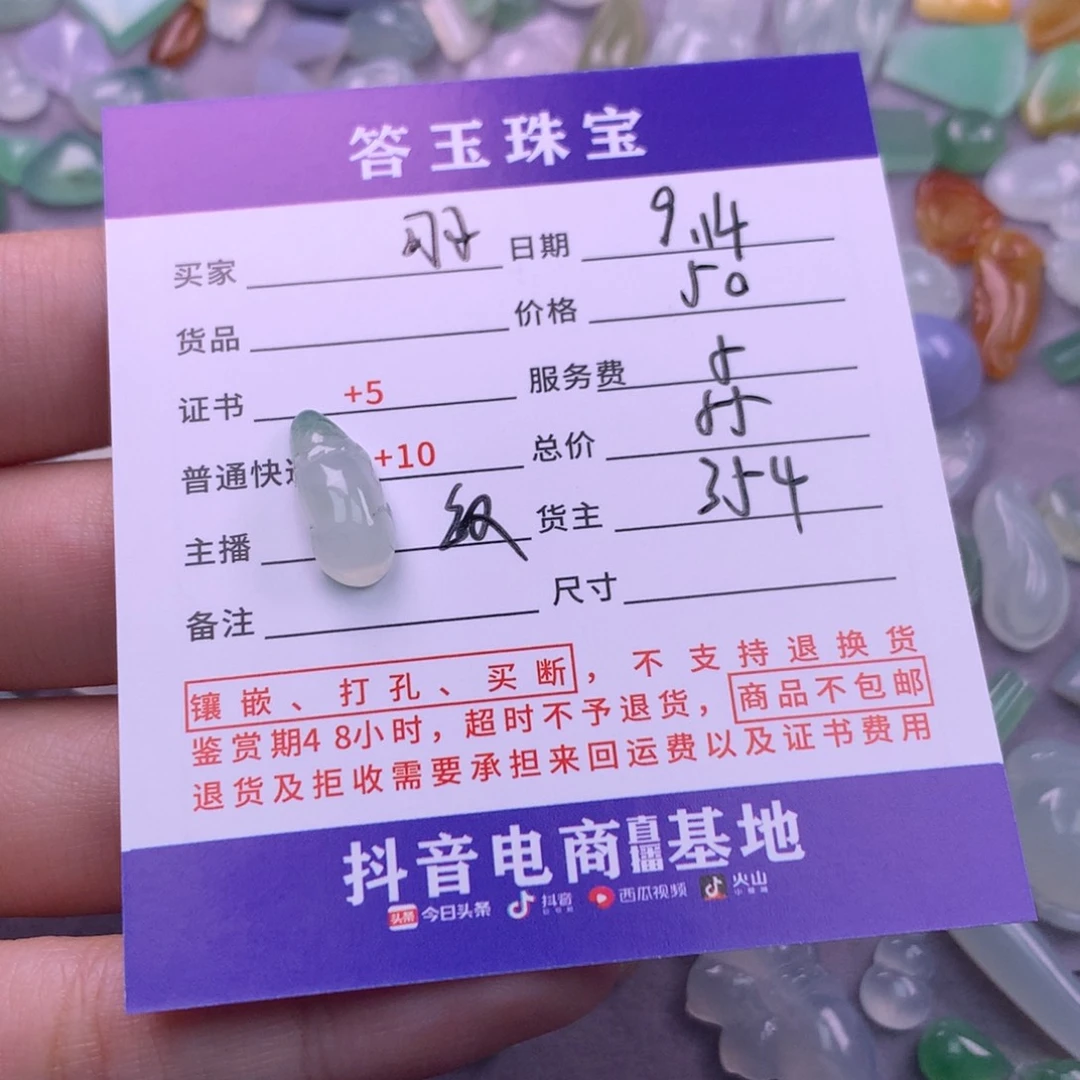 答玉珠宝
买家 日期 9.14
货品 价格 50
证书 +5 服务费 5
普通快 +10 总价 55
主播 货主 354
备注 尺寸
镶嵌、打孔、买断，不支持退换货
鉴赏期48小时，超时不予退货，商品不包邮
退货及拒收需要承担来回运费以及证书费用
抖音电商直播基地
头条 今日头条 抖音 西瓜视频 火山